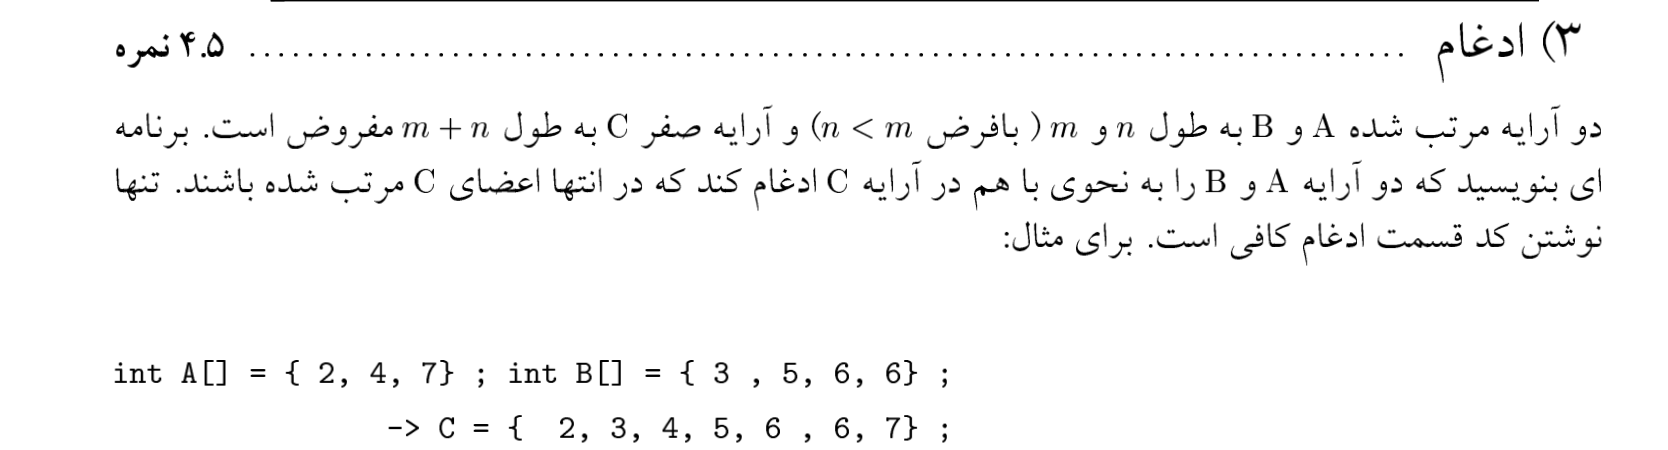 ۳) ادغام ........................................................................ ۴.۵ نمره
دو آرایه مرتب شده A و B به طول n و m ( بافرض n < m) و آرایه صفر C به طول m + n مفروض است. برنامه
ای بنویسید که دو آرایه A و B را به نحوی با هم در آرایه C ادغام کند که در انتها اعضای C مرتب شده باشند. تنها
نوشتن کد قسمت ادغام کافی است. برای مثال:
int A[] = { 2, 4, 7} ; int B[] = { 3 , 5, 6, 6} ;
-> C = {  2, 3, 4, 5, 6 , 6, 7} ;